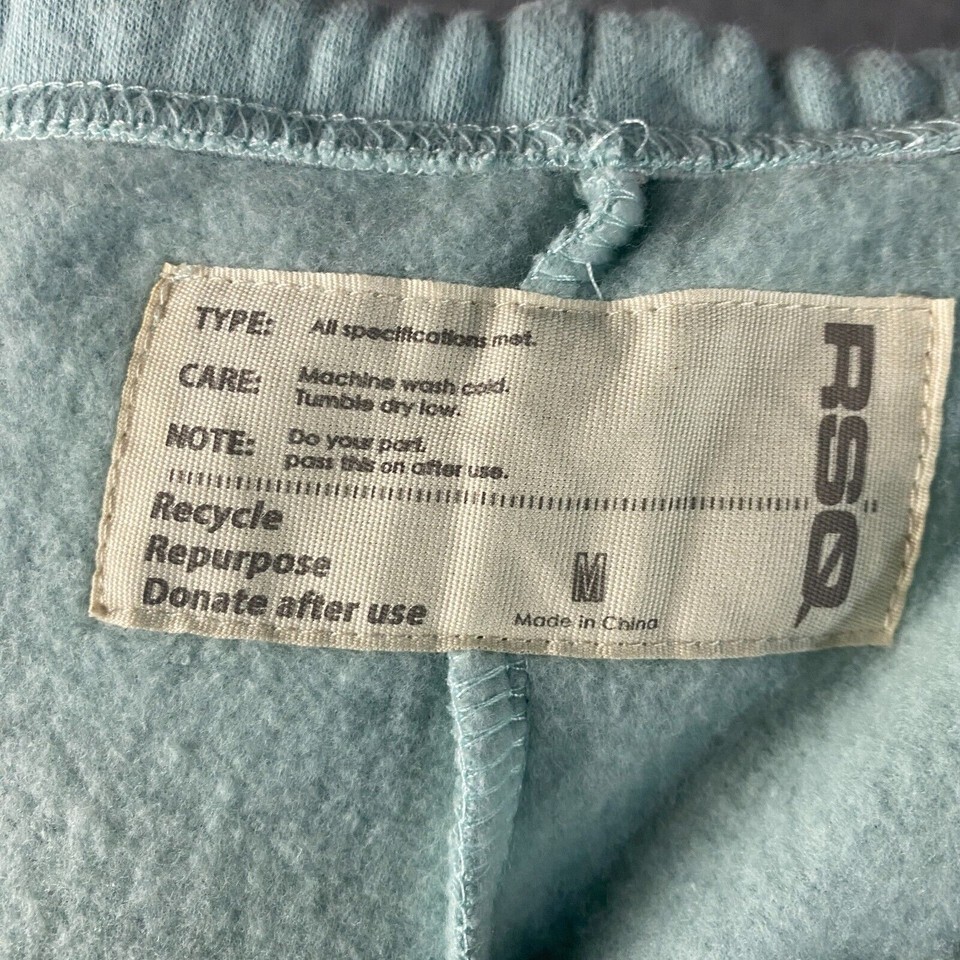 TYPE: All specifications met.
CARE: Machine wash cold.
Tumble dry low.
NOTE: Do your part.
pass this on after use.
Recycle
Repurpose
Donate after use
M
Made in China
RSQ